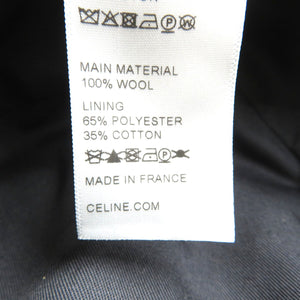 MAIN MATERIAL
100% WOOL
LINING
65% POLYESTER
35% COTTON
MADE IN FRANCE
CELINE.COM